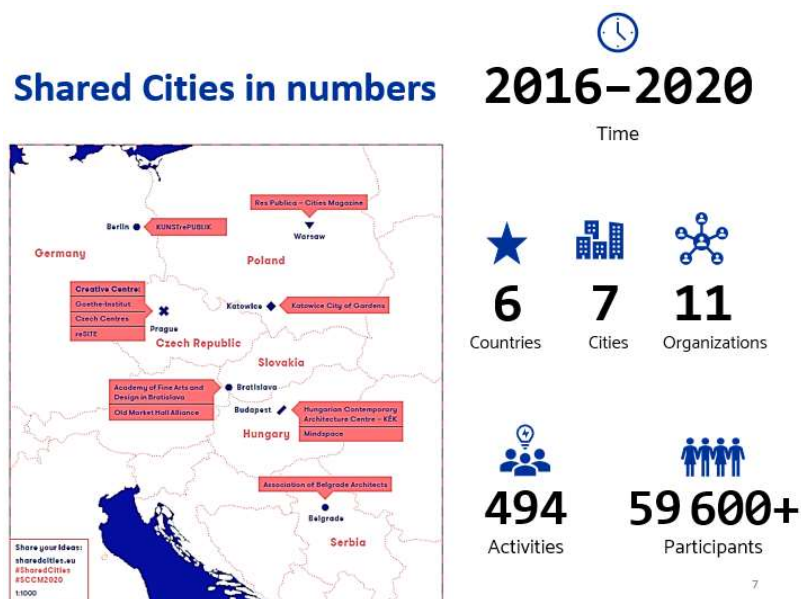 Shared Cities in numbers
2016–2020
Time
Res Publica – Cities Magazine
Warsaw
Berlin
KUNSTrePUBLIK
Germany
Poland
Creative Centre:
Goethe-Institut
Czech Centres
reSITE
Prague
Czech Republic
Katowice
Katowice City of Gardens
Slovakia
Academy of Fine Arts and
Design in Bratislava
Old Market Hall Alliance
Bratislava
Budapest
Hungarian Contemporary
Architecture Centre – KÉK
Mindspace
Hungary
Association of Belgrade Architects
Belgrade
Serbia
Share your ideas:
sharedcities.eu
#SharedCities
#SCCM2020
1:1000
6
Countries
7
Cities
11
Organizations
494
Activities
59 600+
Participants
7